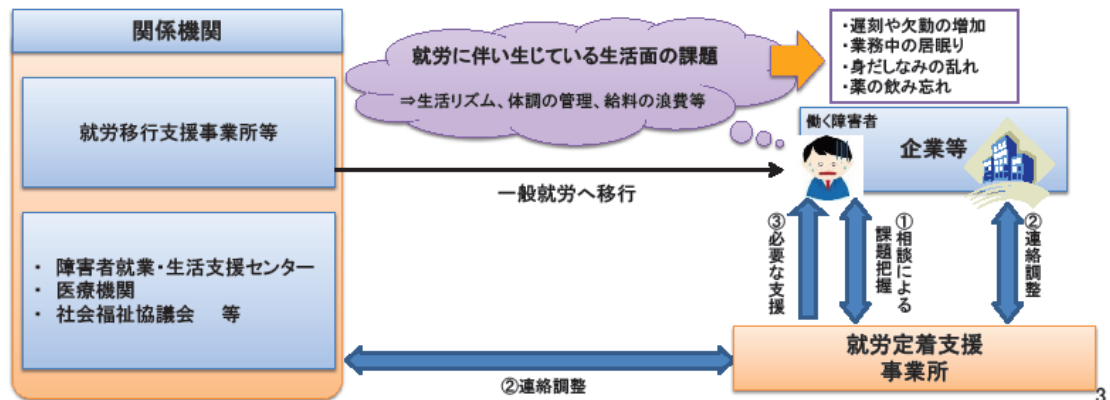 関係機関
就労移行支援事業所等
・ 障害者就業・生活支援センター
・ 医療機関
・ 社会福祉協議会　等
就労に伴い生じている生活面の課題
⇒生活リズム、体調の管理、給料の浪費等
・遅刻や欠勤の増加
・業務中の居眠り
・身だしなみの乱れ
・薬の飲み忘れ
働く障害者
企業等
一般就労へ移行
③必要な支援
①相談による
課題把握
②連絡調整
②連絡調整
就労定着支援
事業所
3